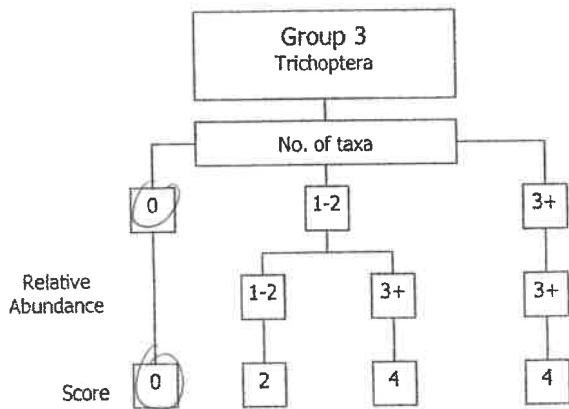 Group 3
Trichoptera
No. of taxa
0
1-2
3+
Relative
Abundance
1-2
3+
3+
Score
0
2
4
4